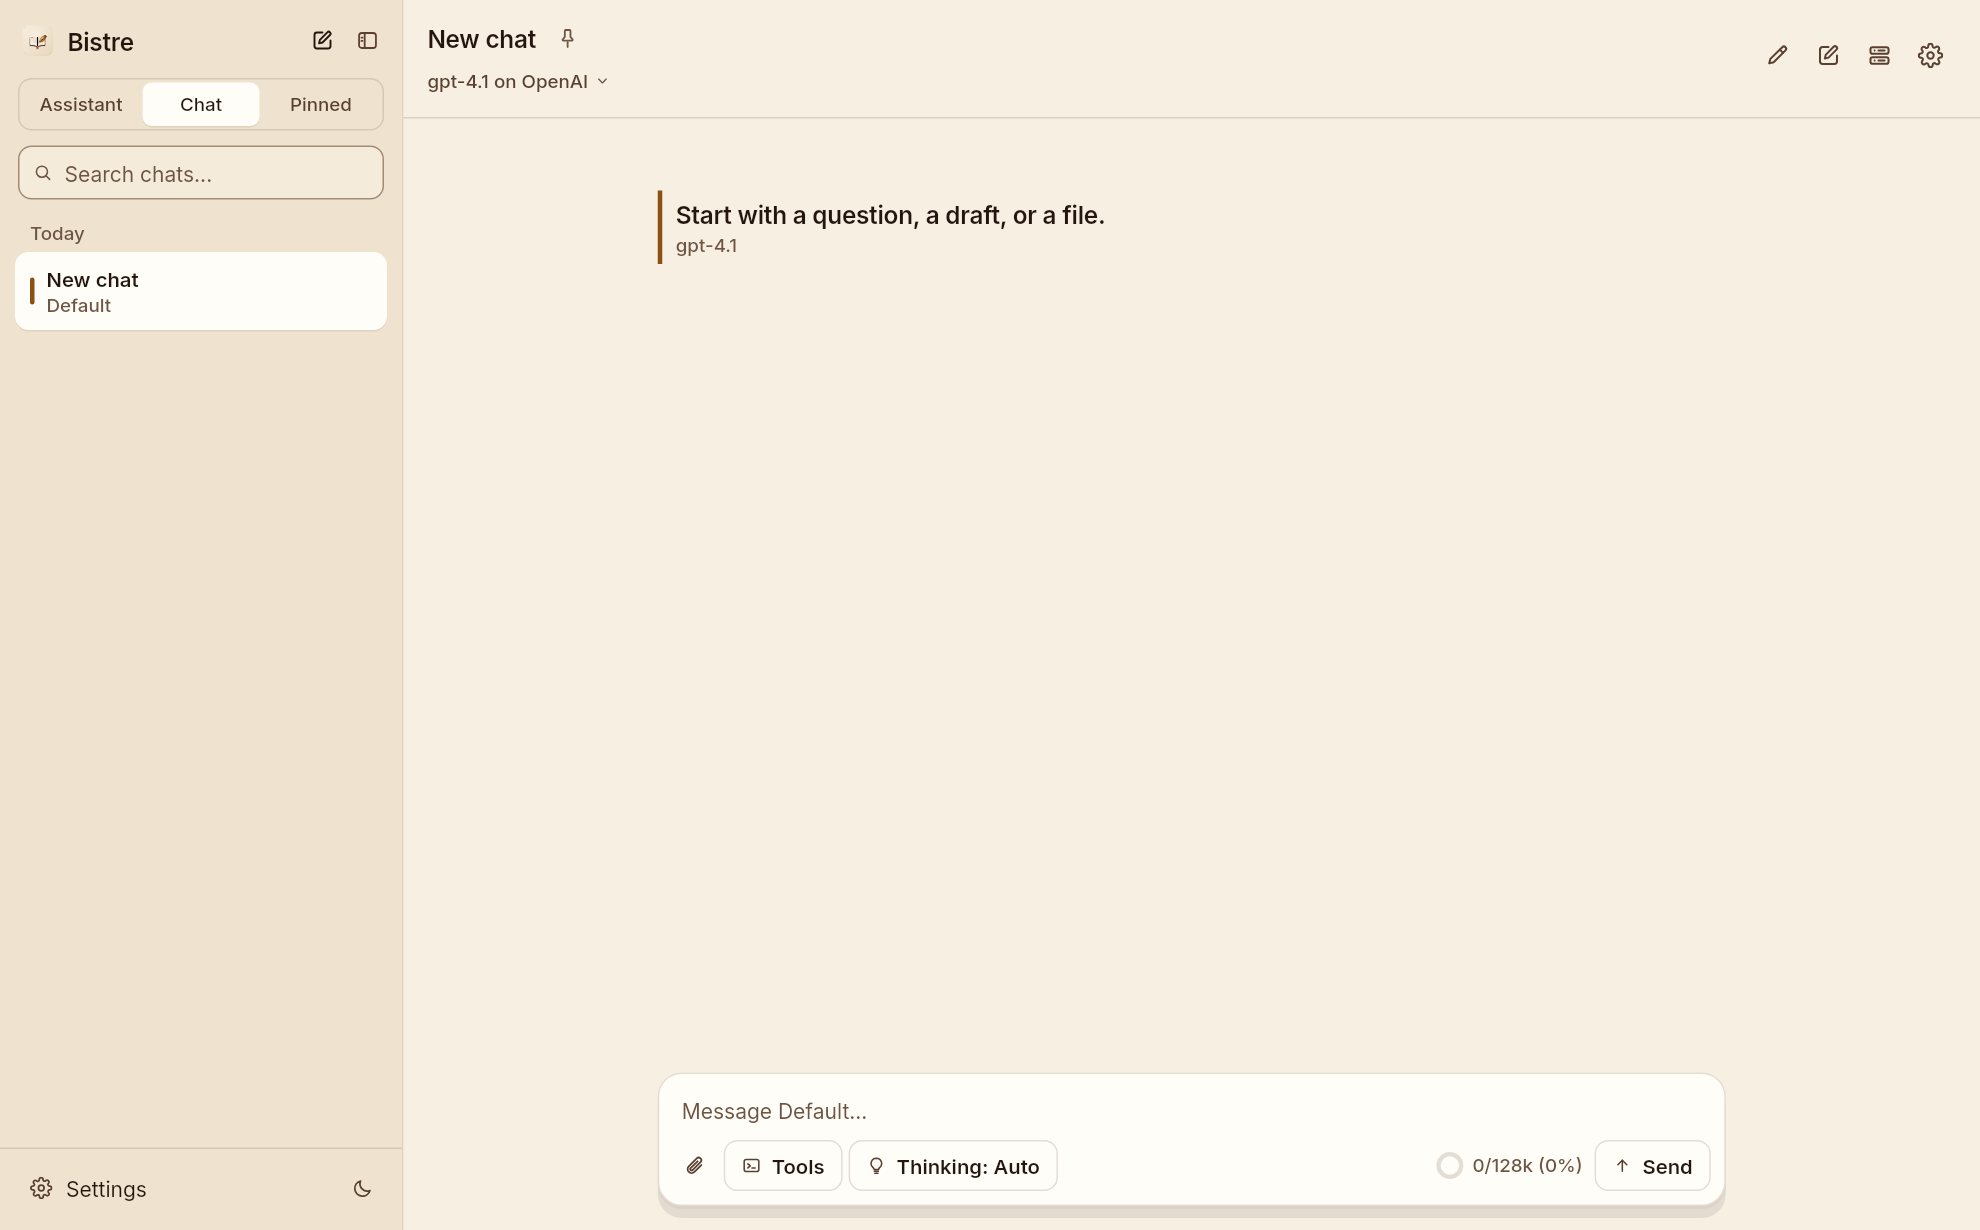 Bistre
Assistant
Chat
Pinned
Search chats...
Today
New chat
Default
Settings
New chat
gpt-4.1 on OpenAI
Start with a question, a draft, or a file.
gpt-4.1
Message Default...
Tools
Thinking: Auto
0/128k (0%)
Send